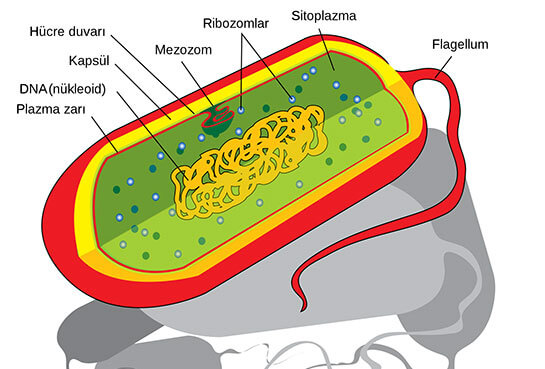 Sitoplazma
Ribozomlar
Hücre duvarı
Mezozom
Flagellum
Kapsül
DNA(nükleoid)
Plazma zarı